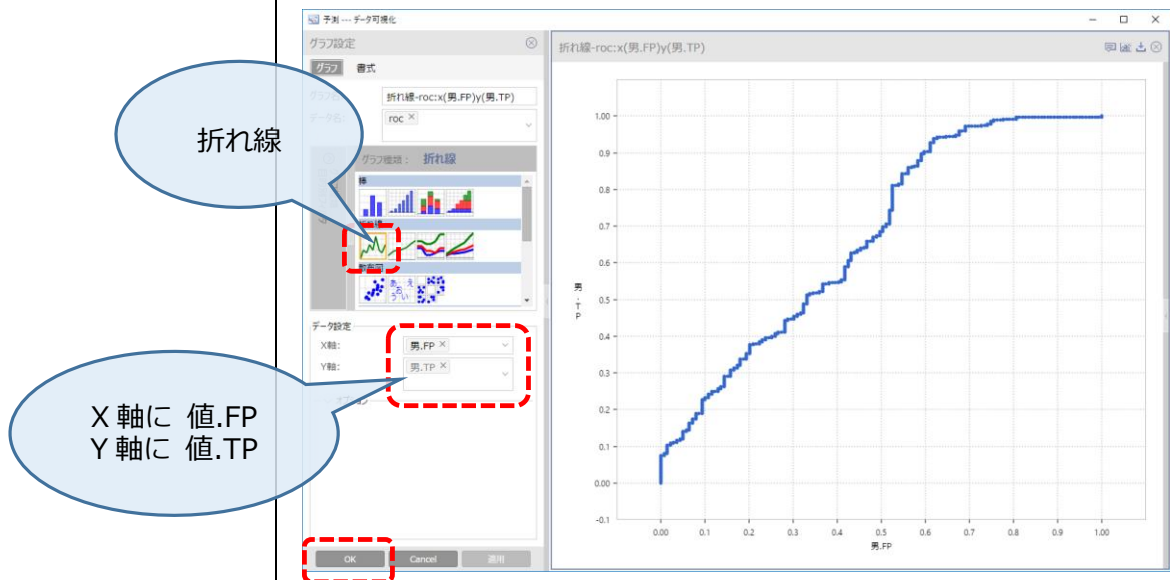 予測 --- データ可視化
グラフ設定
グラフ 書式
折れ線-roc:x(男.FP)y(男.TP)
roc ×
グラフ種類： 折れ線
棒
データ設定
X軸:
男.FP ×
Y軸:
男.TP ×
OK
Cancel
適用
折れ線
X 軸に 値.FP
Y 軸に 値.TP
折れ線-roc:x(男.FP)y(男.TP)
1.00
0.9
0.8
0.7
0.6
0.5
0.4
0.3
0.2
0.1
0.00
-0.1
男.TP
0.00 0.1 0.2 0.3 0.4 0.5 0.6 0.7 0.8 0.9 1.00
男.FP